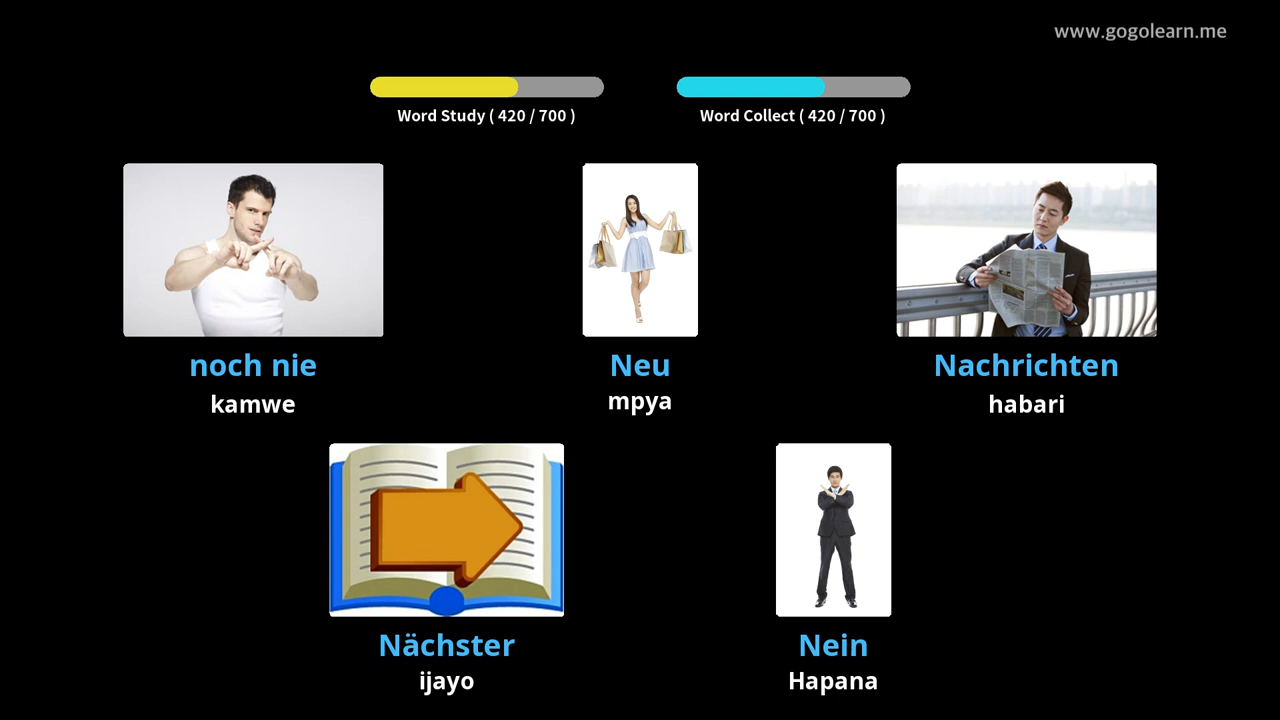 www.gogolearn.me
Word Study ( 420 / 700 )
Word Collect ( 420 / 700 )
noch nie
kamwe
Neu
mpya
Nachrichten
habari
Nächster
ijayo
Nein
Hapana